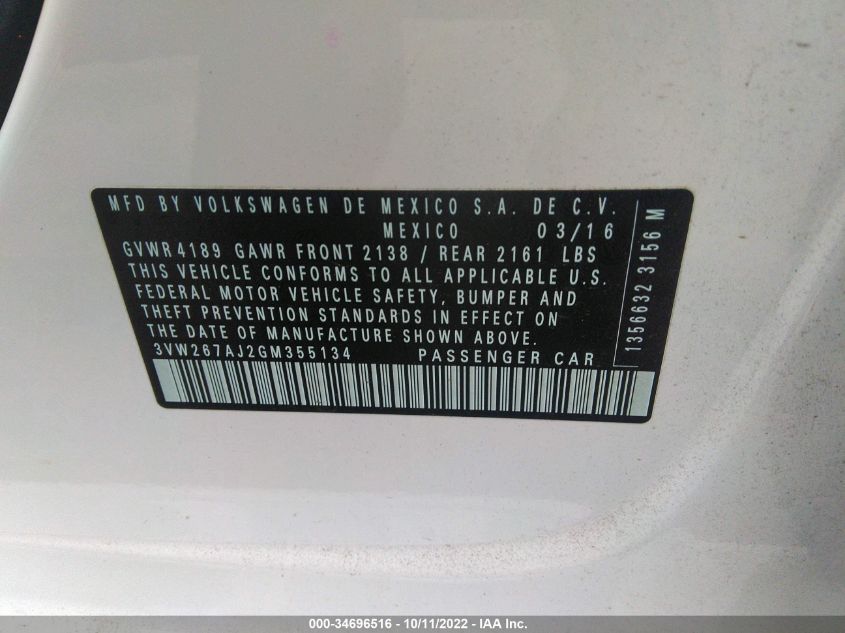 MFD BY VOLKSWAGEN DE MEXICO S.A. DE C.V.
MEXICO 03/16
GVWR 4189 GAWR FRONT 2138 / REAR 2161 LBS
THIS VEHICLE CONFORMS TO ALL APPLICABLE U.S.
FEDERAL MOTOR VEHICLE SAFETY, BUMPER AND
THEFT PREVENTION STANDARDS IN EFFECT ON
THE DATE OF MANUFACTURE SHOWN ABOVE.
3VW267AJ2GM355134 PASSENGER CAR
1356632 3156 M
000-34696516 - 10/11/2022 - IAA Inc.